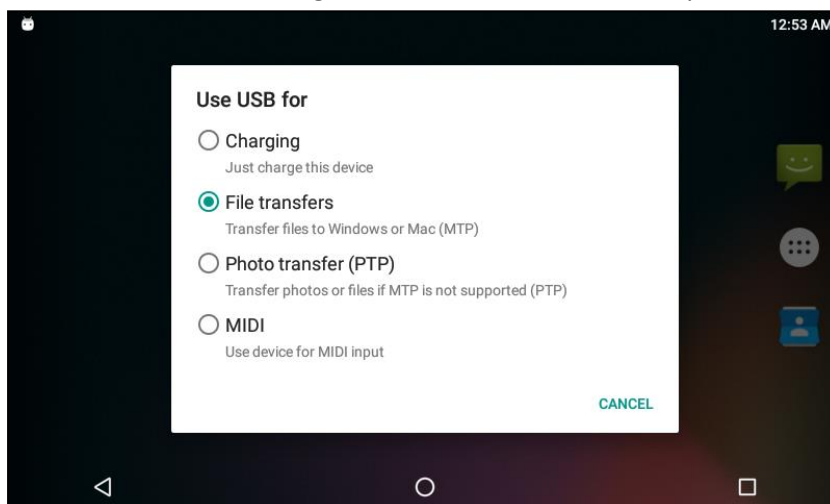 12:53 AM
Use USB for
Charging
Just charge this device
File transfers
Transfer files to Windows or Mac (MTP)
Photo transfer (PTP)
Transfer photos or files if MTP is not supported (PTP)
MIDI
Use device for MIDI input
CANCEL